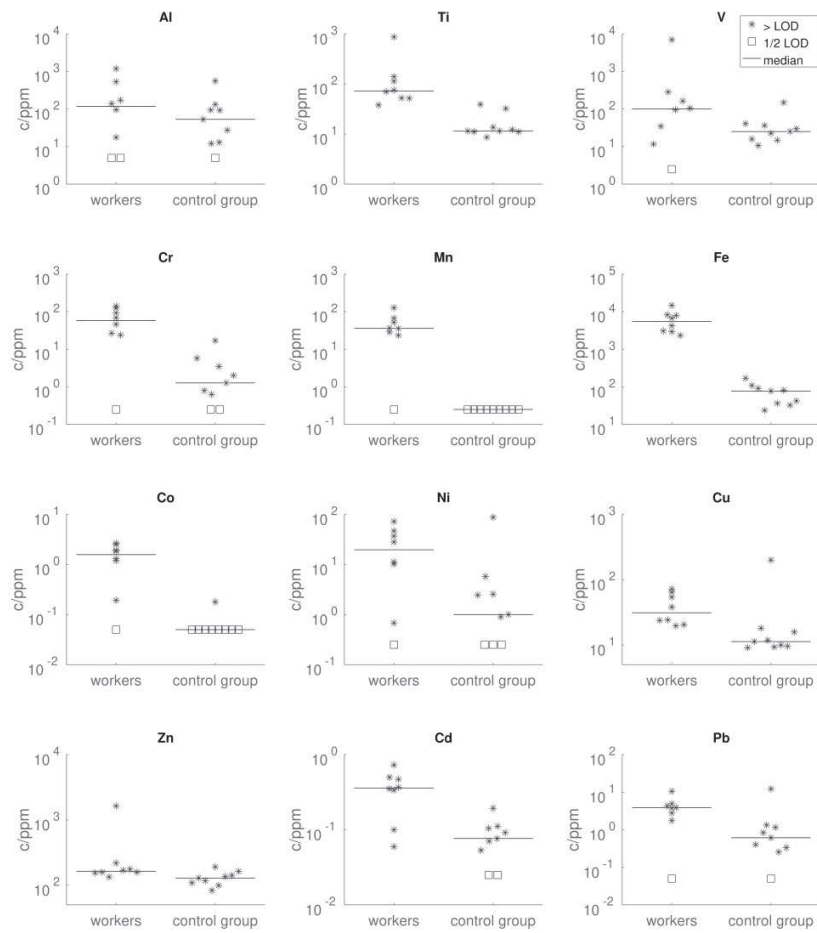 Al
c/ppm
10^4
10^3
10^2
10^1
10^0
workers control group
Ti
c/ppm
10^3
10^2
10^1
10^0
workers control group
V
> LOD
1/2 LOD
median
c/ppm
10^4
10^3
10^2
10^1
10^0
workers control group
Cr
c/ppm
10^3
10^2
10^1
10^0
10^-1
workers control group
Mn
c/ppm
10^3
10^2
10^1
10^0
10^-1
workers control group
Fe
c/ppm
10^5
10^4
10^3
10^2
10^1
workers control group
Co
c/ppm
10^1
10^0
10^-1
10^-2
workers control group
Ni
c/ppm
10^2
10^1
10^0
10^-1
workers control group
Cu
c/ppm
10^3
10^2
10^1
workers control group
Zn
c/ppm
10^4
10^3
10^2
workers control group
Cd
c/ppm
10^0
10^-1
10^-2
workers control group
Pb
c/ppm
10^2
10^1
10^0
10^-1
10^-2
workers control group